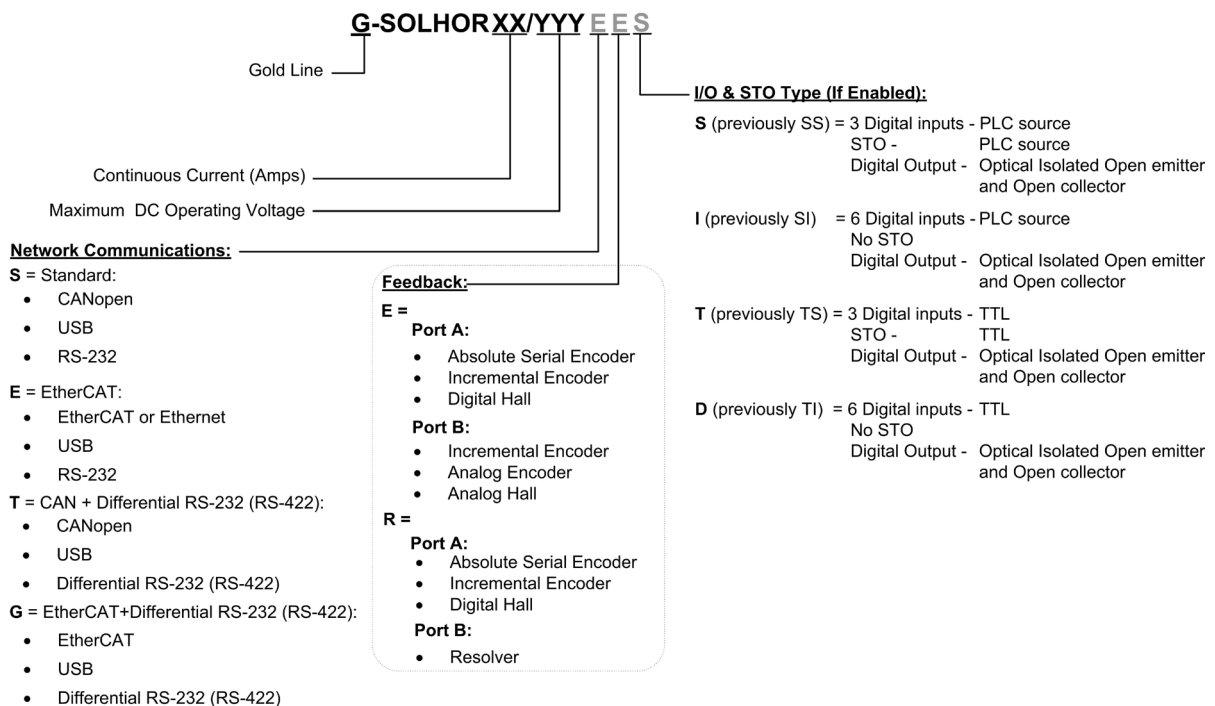 G-SOLHORXX/YYY E E S
Gold Line
Continuous Current (Amps)
Maximum DC Operating Voltage
Network Communications:
S = Standard:
• CANopen
• USB
• RS-232
E = EtherCAT:
• EtherCAT or Ethernet
• USB
• RS-232
T = CAN + Differential RS-232 (RS-422):
• CANopen
• USB
• Differential RS-232 (RS-422)
G = EtherCAT+Differential RS-232 (RS-422):
• EtherCAT
• USB
• Differential RS-232 (RS-422)
Feedback:
E =
Port A:
• Absolute Serial Encoder
• Incremental Encoder
• Digital Hall
Port B:
• Incremental Encoder
• Analog Encoder
• Analog Hall
R =
Port A:
• Absolute Serial Encoder
• Incremental Encoder
• Digital Hall
Port B:
• Resolver
I/O & STO Type (If Enabled):
S (previously SS) = 3 Digital inputs - PLC source
STO - PLC source
Digital Output - Optical Isolated Open emitter
and Open collector
I (previously SI) = 6 Digital inputs - PLC source
No STO
Digital Output - Optical Isolated Open emitter
and Open collector
T (previously TS) = 3 Digital inputs - TTL
STO - TTL
Digital Output - Optical Isolated Open emitter
and Open collector
D (previously TI) = 6 Digital inputs - TTL
No STO
Digital Output - Optical Isolated Open emitter
and Open collector